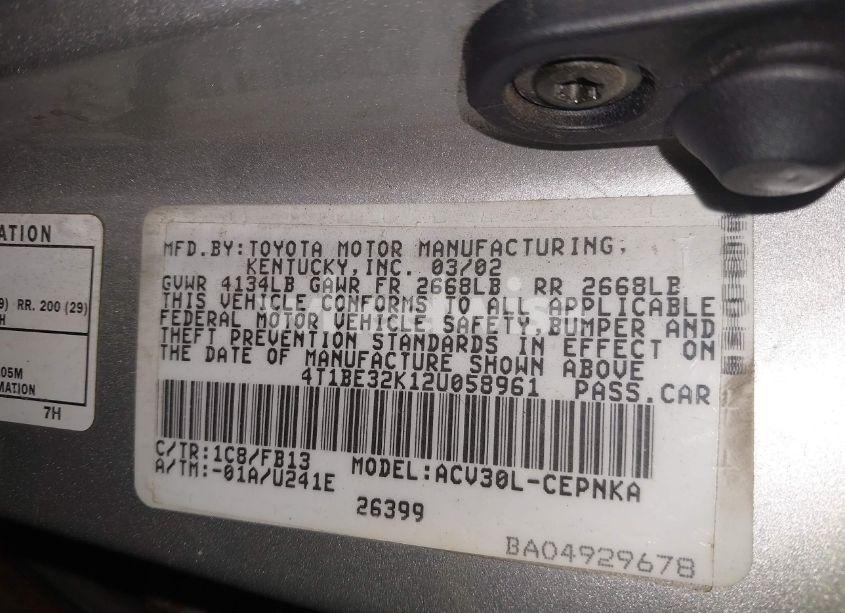 ATION
9) RR. 200 (29)
H
05M
MATION
7H
MFD.BY:TOYOTA MOTOR MANUFACTURING,
KENTUCKY,INC. 03/02
GVWR 4134LB GAWR FR 2668LB RR 2668LB
THIS VEHICLE CONFORMS TO ALL APPLICABLE
FEDERAL MOTOR VEHICLE SAFETY,BUMPER AND
THEFT PREVENTION STANDARDS IN EFFECT ON
THE DATE OF MANUFACTURE SHOWN ABOVE
4T1BE32K12U058961 PASS.CAR
C/TR:1C8/FB13
A/TM:-01A/U241E
MODEL:ACV30L-CEPNKA
26399
BA04929678